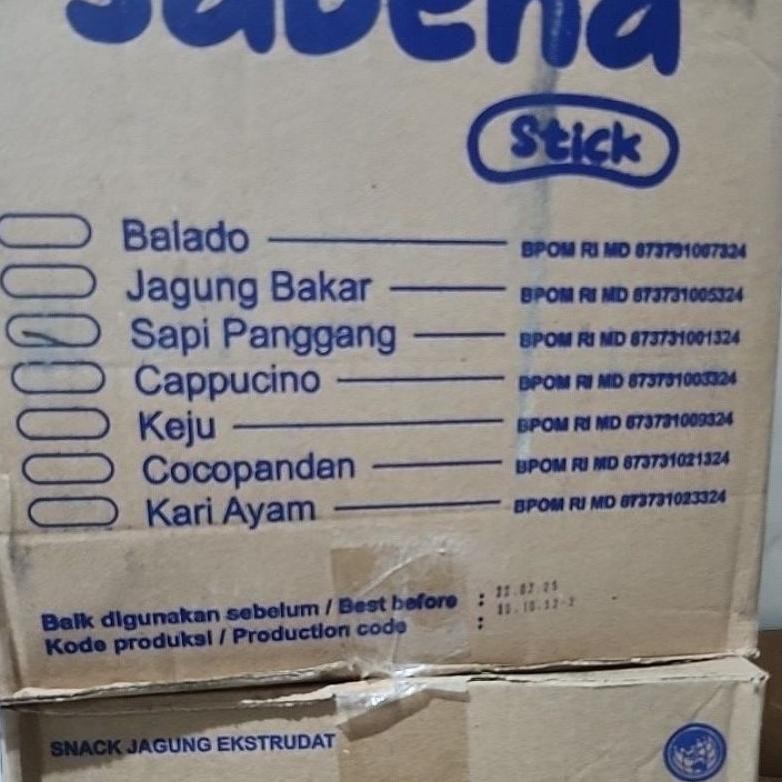 Sabena
Stick
Balado BPOM RI MD 873731007324
Jagung Bakar BPOM RI MD 873731005324
Sapi Panggang BPOM RI MD 873731001324
Cappucino BPOM RI MD 873731003324
Keju BPOM RI MD 873731009324
Cocopandan BPOM RI MD 873731021324
Kari Ayam BPOM RI MD 873731023324
Baik digunakan sebelum / Best before :
Kode produksi / Production code :
SNACK JAGUNG EKSTRUDAT